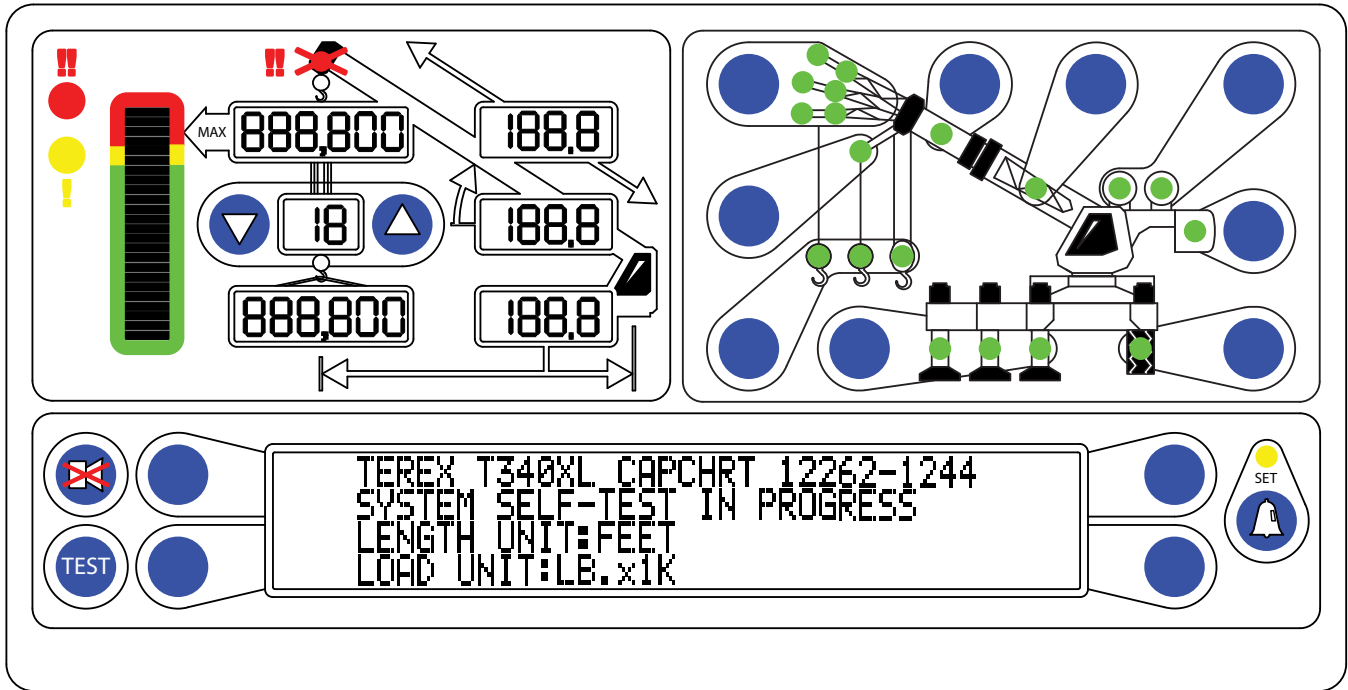 !!
!!
MAX
888,800
188.8
!
18
188.8
888,800
188.8
TEREX T340XL CAPCHRT 12262-1244
SYSTEM SELF-TEST IN PROGRESS
LENGTH UNIT:FEET
LOAD UNIT:LB.x1K
SET
TEST